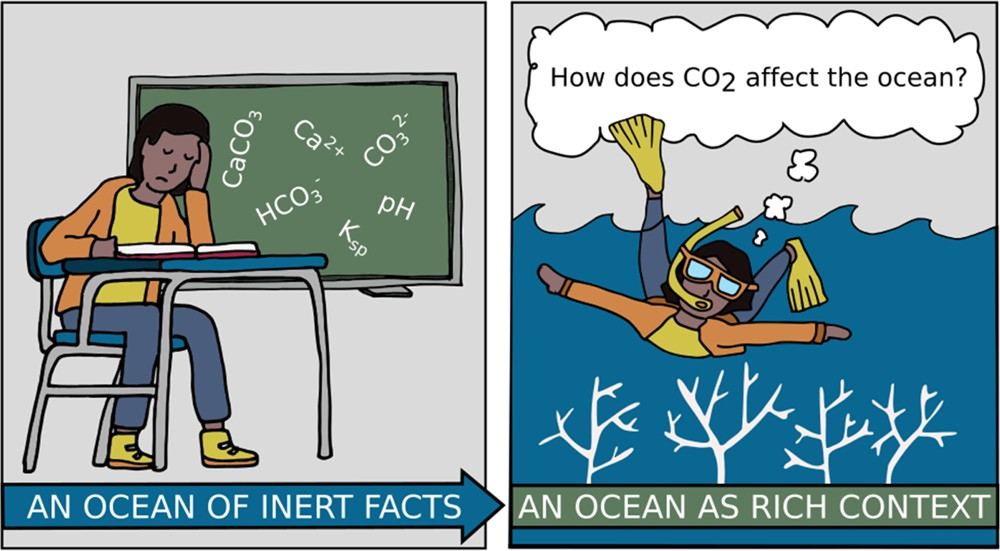 CaCO₃
Ca²⁺
CO₃²⁻
HCO₃⁻
pH
Kₛₚ
AN OCEAN OF INERT FACTS
How does CO₂ affect the ocean?
AN OCEAN AS RICH CONTEXT